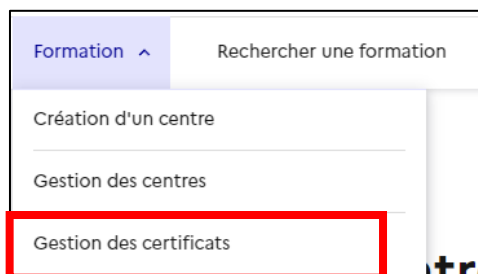 Formation Rechercher une formation
Création d'un centre
Gestion des centres
Gestion des certificats